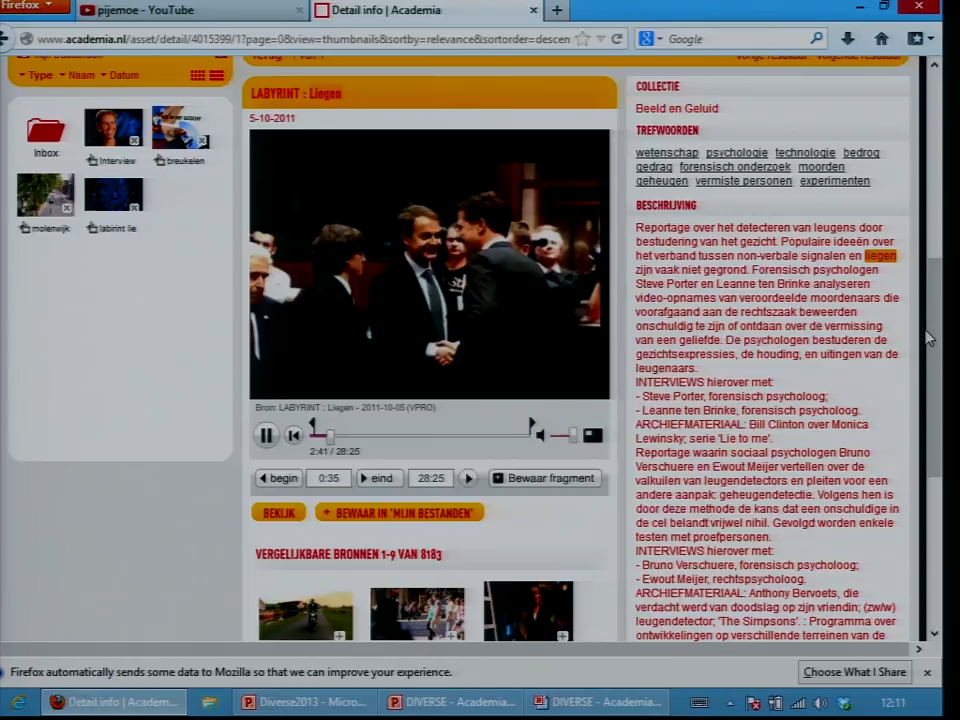 Firefox
pijemoe - YouTube
Detail info | Academia
www.academia.nl/asset/detail/4015399/1?page=0&view=thumbnails&sortby=relevance&sortorder=descen
Google
Type Naam Datum
Inbox
Interview
breukelen
molenwijk
labirint lie
LABYRINT : Liegen
5-10-2011
Bron: LABYRINT : Liegen - 2011-10-05 (VPRO)
2:41 / 28:25
begin 0:35 eind 28:25 Bewaar fragment
BEKIJK + BEWAAR IN 'MIJN BESTANDEN'
VERGELIJKBARE BRONNEN 1-9 VAN 8183
COLLECTIE
Beeld en Geluid
TREFWOORDEN
wetenschap psychologie technologie bedrog
gedrag forensisch onderzoek moorden
geheugen vermiste personen experimenten
BESCHRIJVING
Reportage over het detecteren van leugens door
bestudering van het gezicht. Populaire ideeën over
het verband tussen non-verbale signalen en liegen
zijn vaak niet gegrond. Forensisch psychologen
Steve Porter en Leanne ten Brinke analyseren
video-opnames van veroordeelde moordenaars die
voorafgaand aan de rechtszaak beweerden
onschuldig te zijn of ontdaan over de vermissing
van een geliefde. De psychologen bestuderen de
gezichtsexpressies, de houding, en uitingen van de
leugenaars.
INTERVIEWS hierover met:
- Steve Porter, forensisch psycholoog;
- Leanne ten Brinke, forensisch psycholoog.
ARCHIEFMATERIAAL: Bill Clinton over Monica
Lewinsky; serie 'Lie to me'.
Reportage waarin sociaal psychologen Bruno
Verschuere en Ewout Meijer vertellen over de
valkuilen van leugendetectors en pleiten voor een
andere aanpak: geheugendetectie. Volgens hen is
door deze methode de kans dat een onschuldige in
de cel belandt vrijwel nihil. Gevolgd worden enkele
testen met proefpersonen.
INTERVIEWS hierover met:
- Bruno Verschuere, forensisch psycholoog;
- Ewout Meijer, rechtspsycholoog.
ARCHIEFMATERIAAL: Anthony Bervoets, die
verdacht werd van doodslag op zijn vriendin; (zw/w)
leugendetector; 'The Simpsons'. : Programma over
ontwikkelingen op verschillende terreinen van de
Firefox automatically sends some data to Mozilla so that we can improve your experience.
Choose What I Share
Detail info | Academ...
Diverse2013 - Micro...
DIVERSE - Academia...
DIVERSE - Academia...
12:11